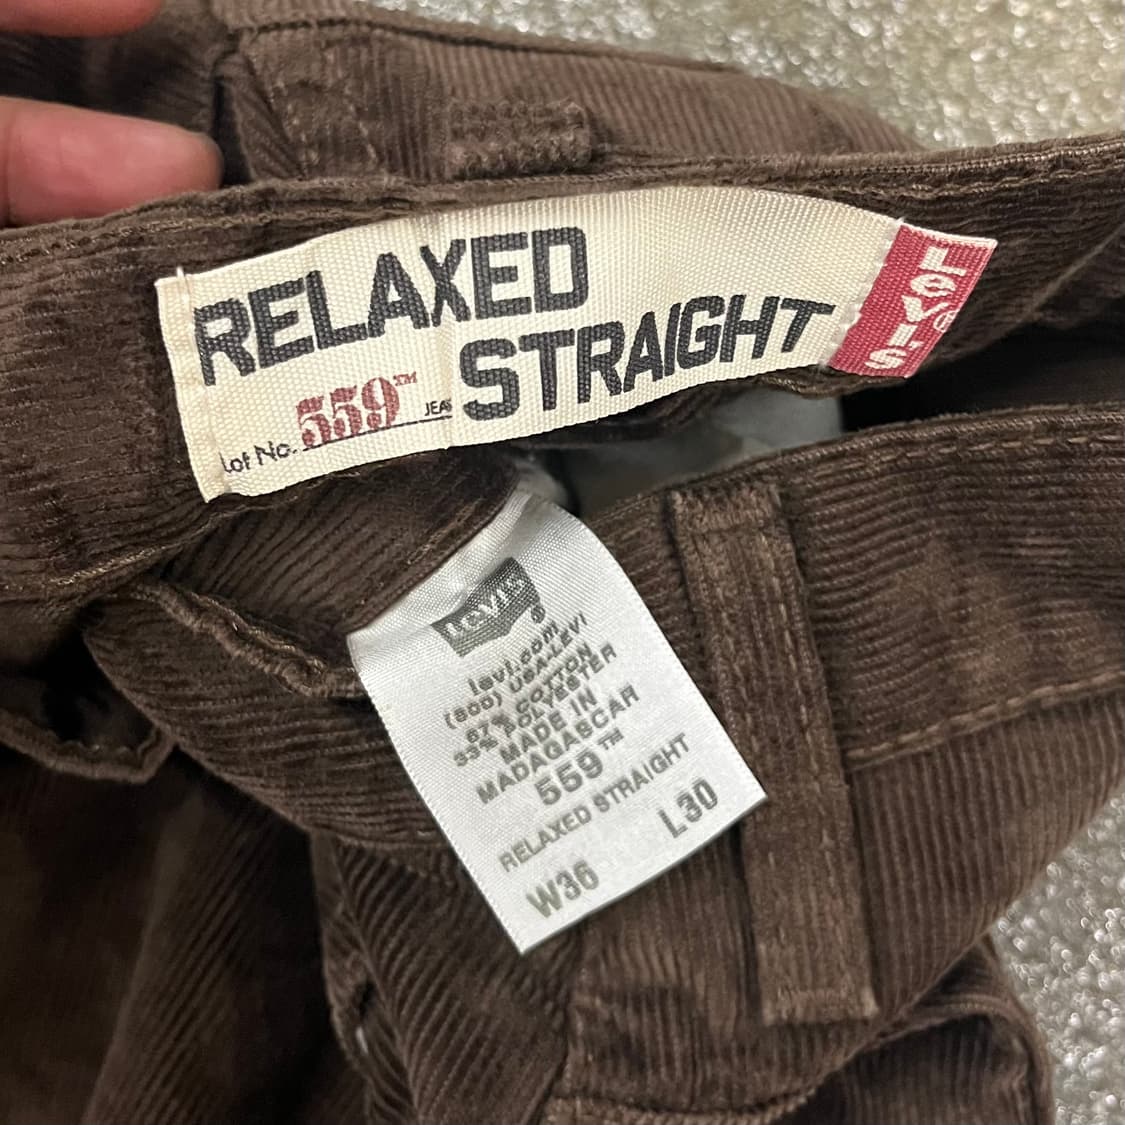 RELAXED
STRAIGHT
Lot No. 559™ JEA
LEVI'S®
LEVI'S®
levi.com
(800) USA-LEVI
67% COTTON
33% POLYESTER
MADE IN
MADAGASCAR
559™
RELAXED STRAIGHT
W36 L30